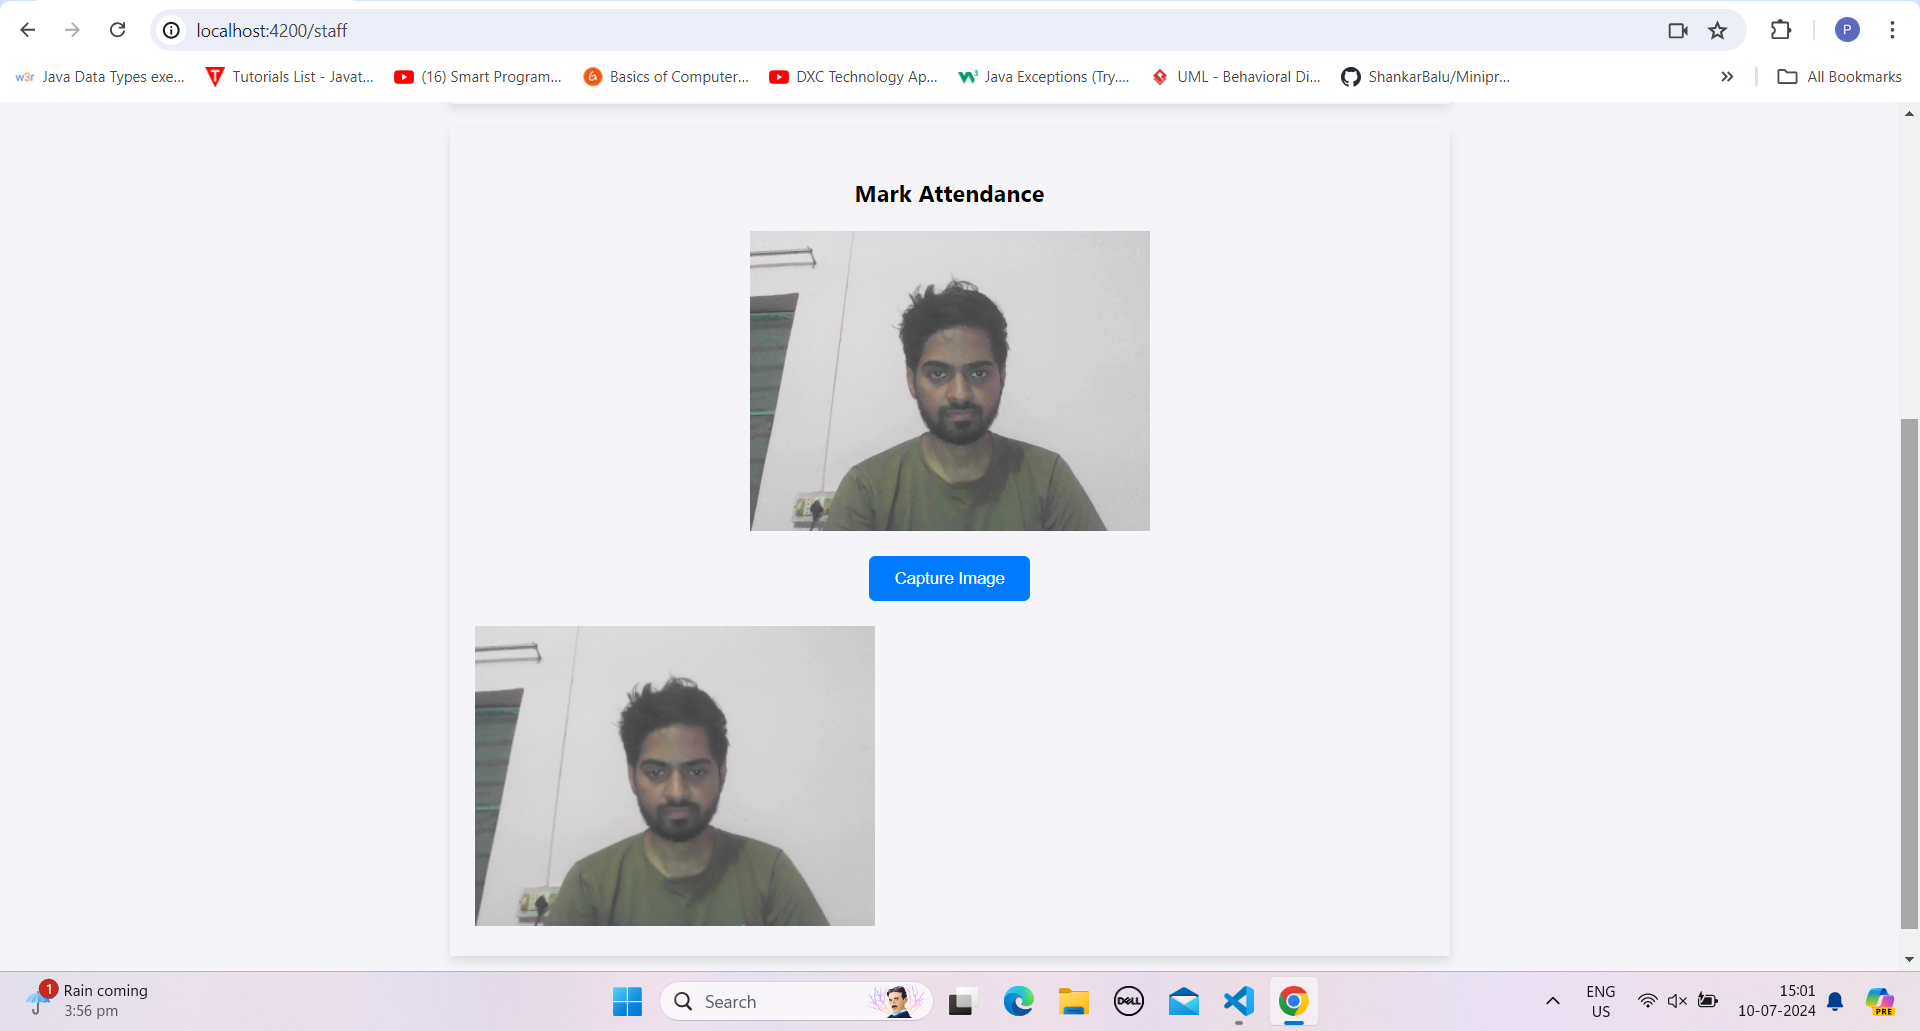 localhost:4200/staff
P
w3r Java Data Types exe... Tutorials List - Javat... (16) Smart Program... Basics of Computer... DXC Technology Ap... Java Exceptions (Try.... UML - Behavioral Di... ShankarBalu/Minipr... » All Bookmarks
Mark Attendance
Capture Image
1 Rain coming
3:56 pm
Search
DELL
ENG
US
15:01
10-07-2024
PRE